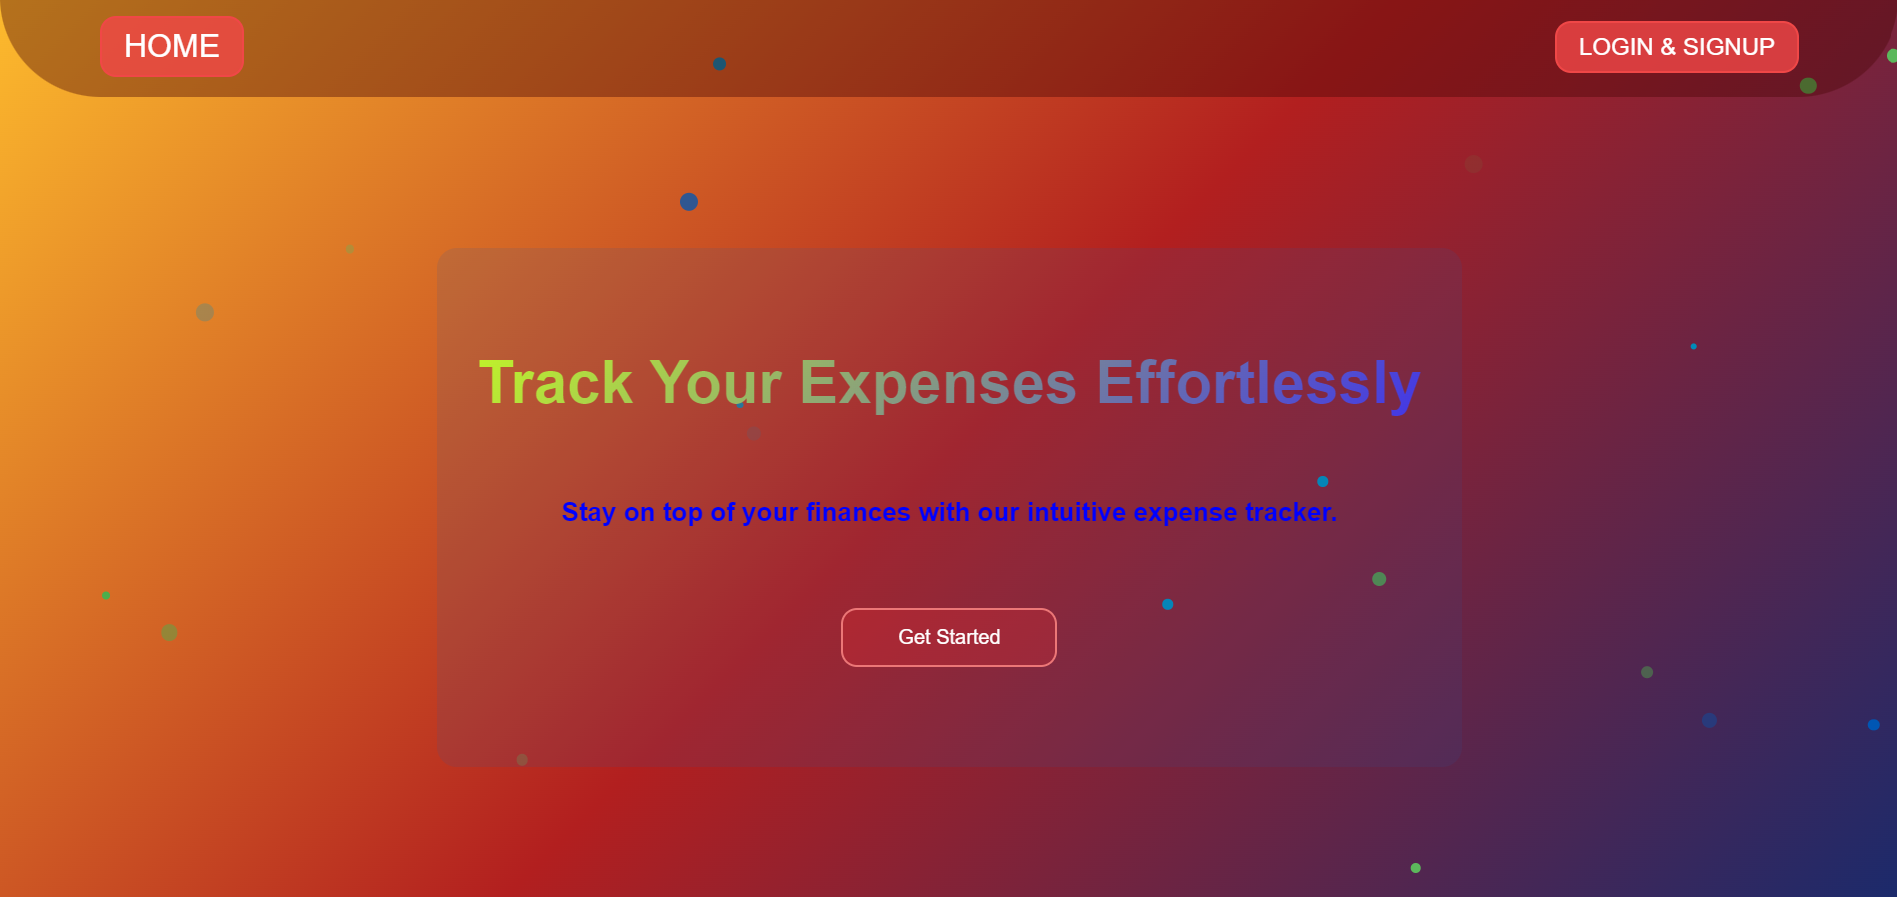 HOME
LOGIN & SIGNUP
Track Your Expenses Effortlessly
Stay on top of your finances with our intuitive expense tracker.
Get Started